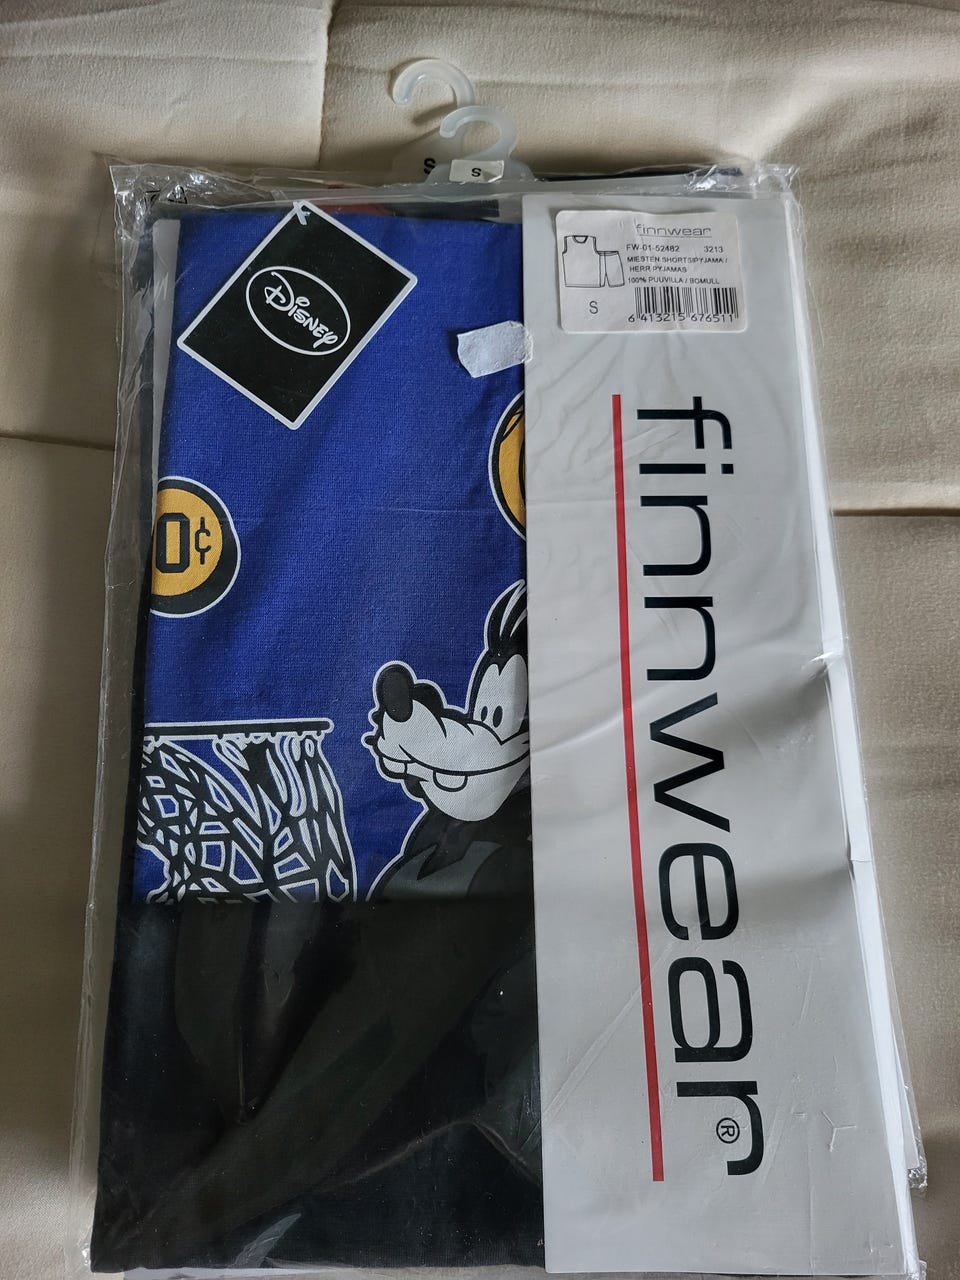 S
S
Disney
finnwear
FW-01-52482 3213
MIESTEN SHORTSIPYJAMA /
HERR PYJAMAS
100% PUUVILLA / BOMULL
S
6 413215 676511
0¢
finnwear®